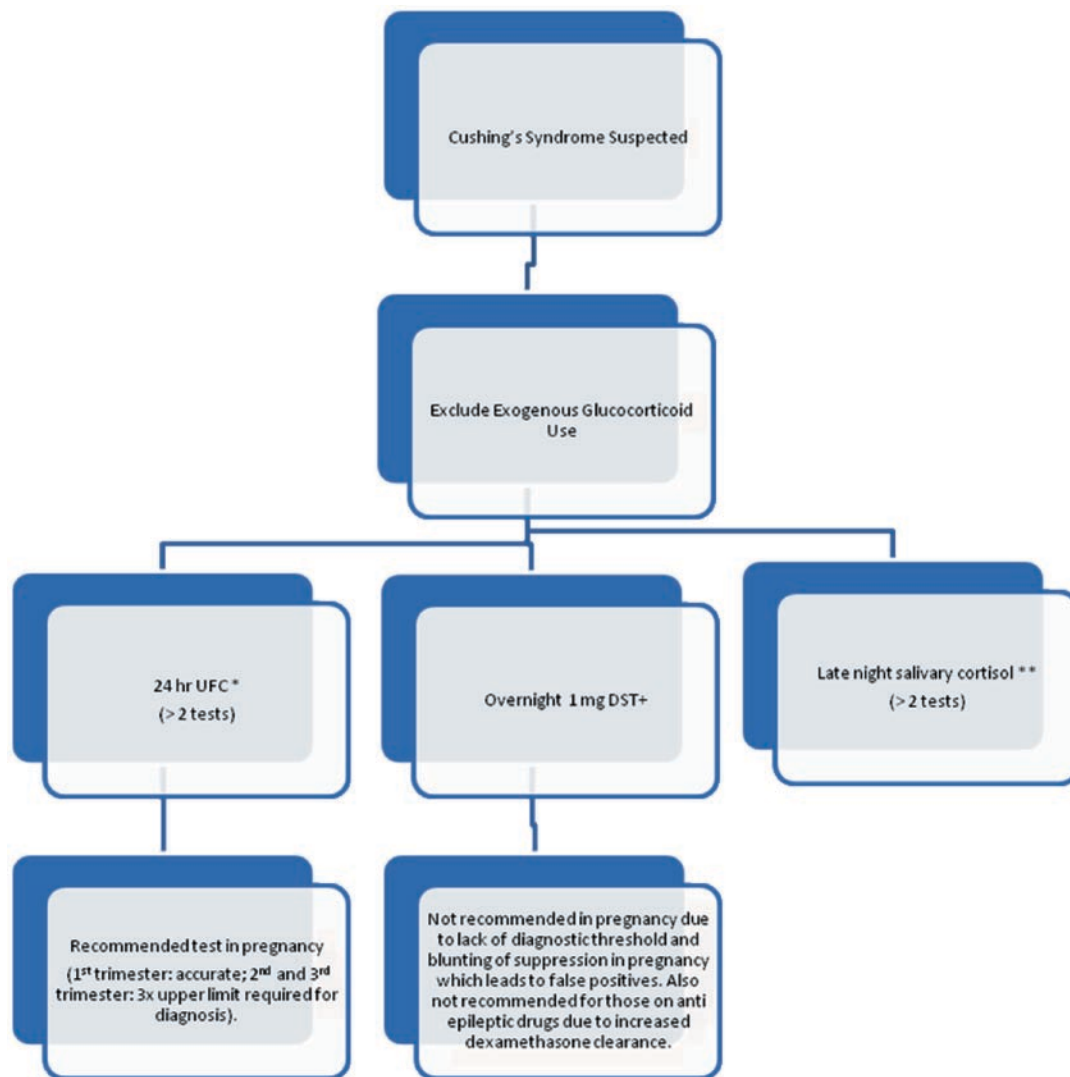 Cushing's Syndrome Suspected
Exclude Exogenous Glucocorticoid
Use
24 hr UFC *
(> 2 tests)
Overnight 1 mg DST+
Late night salivary cortisol **
(> 2 tests)
Recommended test in pregnancy
(1st trimester: accurate; 2nd and 3rd
trimester: 3x upper limit required for
diagnosis).
Not recommended in pregnancy due
to lack of diagnostic threshold and
blunting of suppression in pregnancy
which leads to false positives. Also
not recommended for those on anti
epileptic drugs due to increased
dexamethasone clearance.